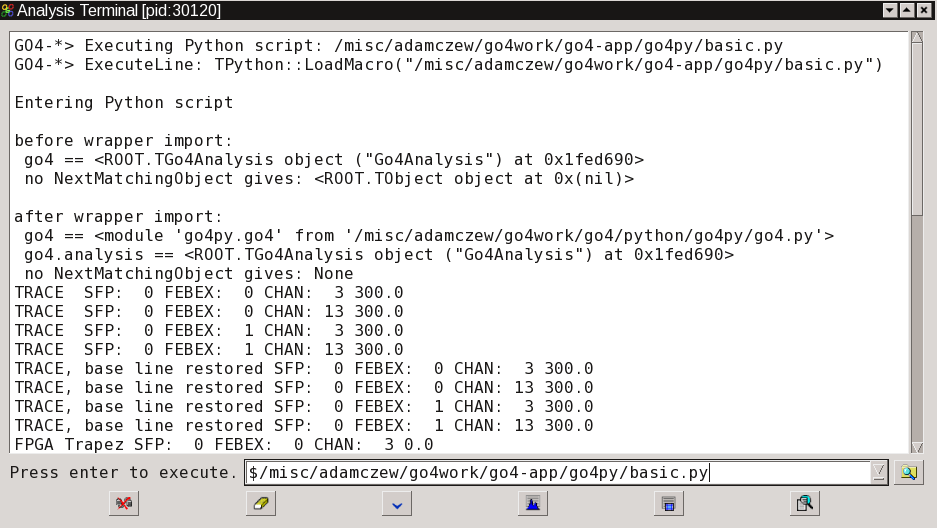 Analysis Terminal [pid:30120]
GO4-*> Executing Python script: /misc/adamczew/go4work/go4-app/go4py/basic.py
GO4-*> ExecuteLine: TPython::LoadMacro("/misc/adamczew/go4work/go4-app/go4py/basic.py")
Entering Python script
before wrapper import:
go4 == <ROOT.TGo4Analysis object ("Go4Analysis") at 0x1fed690>
no NextMatchingObject gives: <ROOT.TObject object at 0x(nil)>
after wrapper import:
go4 == <module 'go4py.go4' from '/misc/adamczew/go4work/go4/python/go4py/go4.py'>
go4.analysis == <ROOT.TGo4Analysis object ("Go4Analysis") at 0x1fed690>
no NextMatchingObject gives: None
TRACE  SFP:  0 FEBEX:  0 CHAN:  3 300.0
TRACE  SFP:  0 FEBEX:  0 CHAN: 13 300.0
TRACE  SFP:  0 FEBEX:  1 CHAN:  3 300.0
TRACE  SFP:  0 FEBEX:  1 CHAN: 13 300.0
TRACE, base line restored SFP:  0 FEBEX:  0 CHAN:  3 300.0
TRACE, base line restored SFP:  0 FEBEX:  0 CHAN: 13 300.0
TRACE, base line restored SFP:  0 FEBEX:  1 CHAN:  3 300.0
TRACE, base line restored SFP:  0 FEBEX:  1 CHAN: 13 300.0
FPGA Trapez SFP:  0 FEBEX:  0 CHAN:  3 0.0
Press enter to execute. $/misc/adamczew/go4work/go4-app/go4py/basic.py